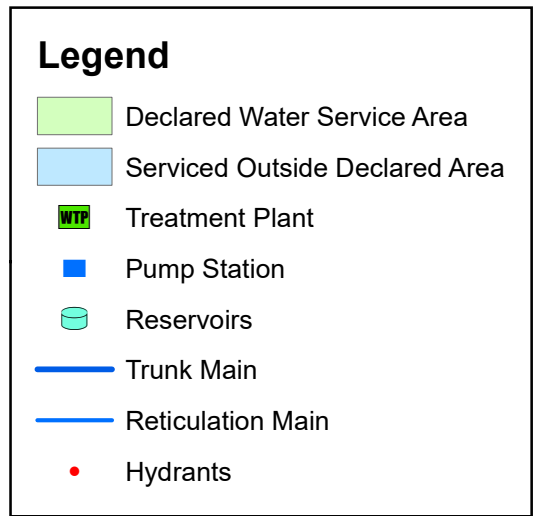 Legend
Declared Water Service Area
Serviced Outside Declared Area
WTP Treatment Plant
Pump Station
Reservoirs
Trunk Main
Reticulation Main
Hydrants